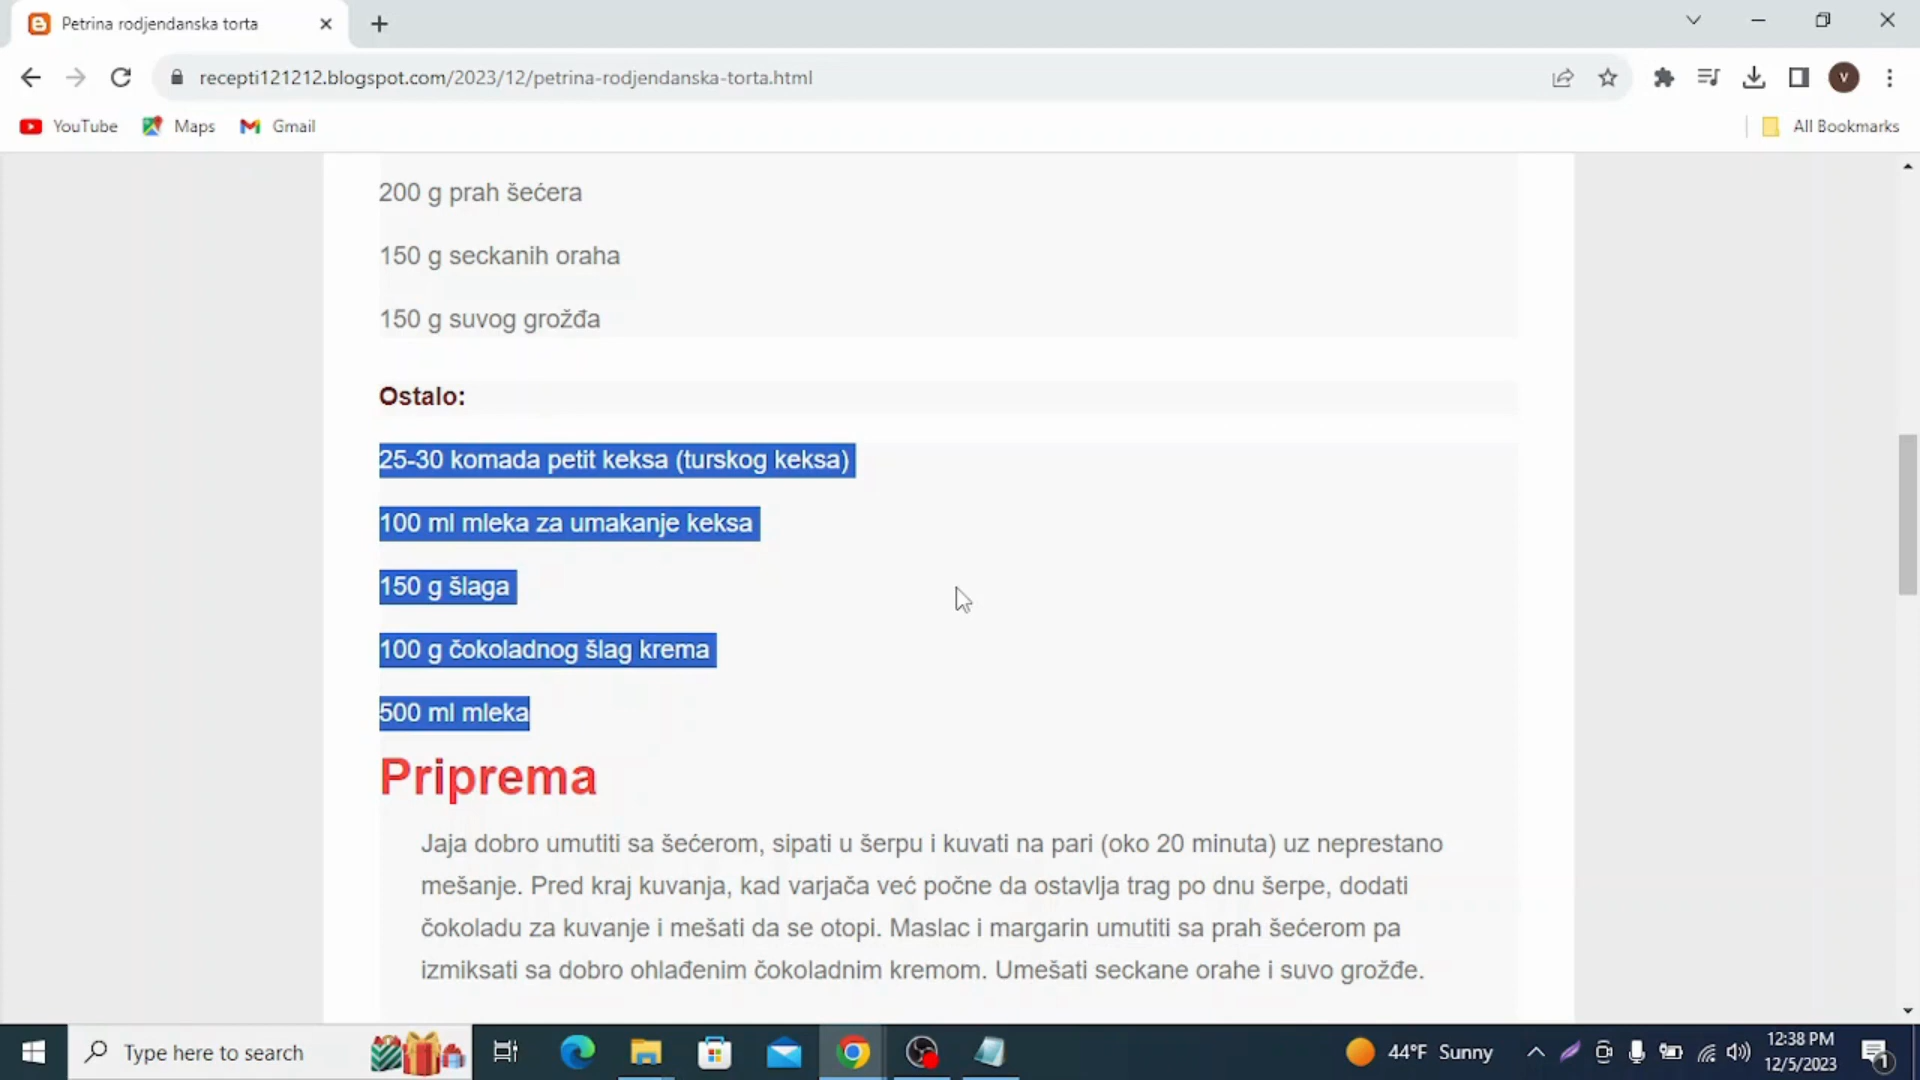 Petrina rodjendanska torta
recepti121212.blogspot.com/2023/12/petrina-rodjendanska-torta.html
V
YouTube
Maps
Gmail
All Bookmarks
200 g prah šećera
150 g seckanih oraha
150 g suvog grožđa
Ostalo:
25-30 komada petit keksa (turskog keksa)
100 ml mleka za umakanje keksa
150 g šlaga
100 g čokoladnog šlag krema
500 ml mleka
Priprema
Jaja dobro umutiti sa šećerom, sipati u šerpu i kuvati na pari (oko 20 minuta) uz neprestano
mešanje. Pred kraj kuvanja, kad varjača već počne da ostavlja trag po dnu šerpe, dodati
čokoladu za kuvanje i mešati da se otopi. Maslac i margarin umutiti sa prah šećerom pa
izmiksati sa dobro ohlađenim čokoladnim kremom. Umešati seckane orahe i suvo grožđe.
Type here to search
44°F Sunny
12:38 PM
12/5/2023
1